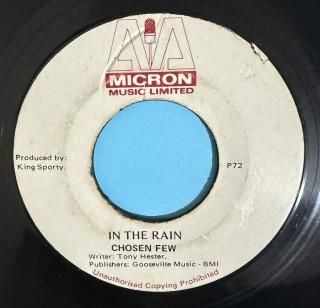 MICRON
MUSIC LIMITED
Produced by:
King Sporty.
P72
IN THE RAIN
CHOSEN FEW
Writer: Tony Hester,
Publishers: Gooseville Music - BMI
Unauthorised Copying Prohibited